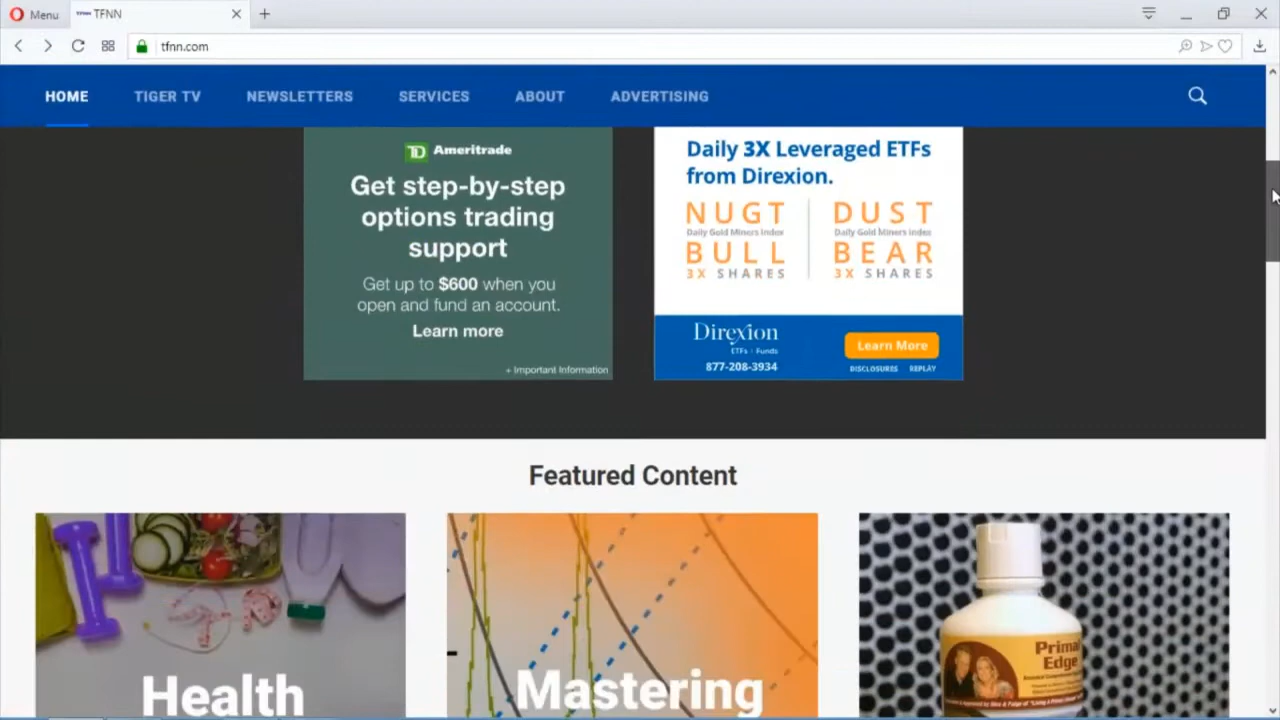 Menu
TFNN
tfnn.com
HOME TIGER TV NEWSLETTERS SERVICES ABOUT ADVERTISING
TD Ameritrade
Get step-by-step
options trading
support
Get up to $600 when you
open and fund an account.
Learn more
+ Important Information
Daily 3X Leveraged ETFs
from Direxion.
NUGT
Daily Gold Miners Index
BULL
3X SHARES
DUST
Daily Gold Miners Index
BEAR
3X SHARES
Direxion
ETFs Funds
877-208-3934
Learn More
DISCLOSURES REPLAY
Featured Content
Health
Mastering
Primal
Edge